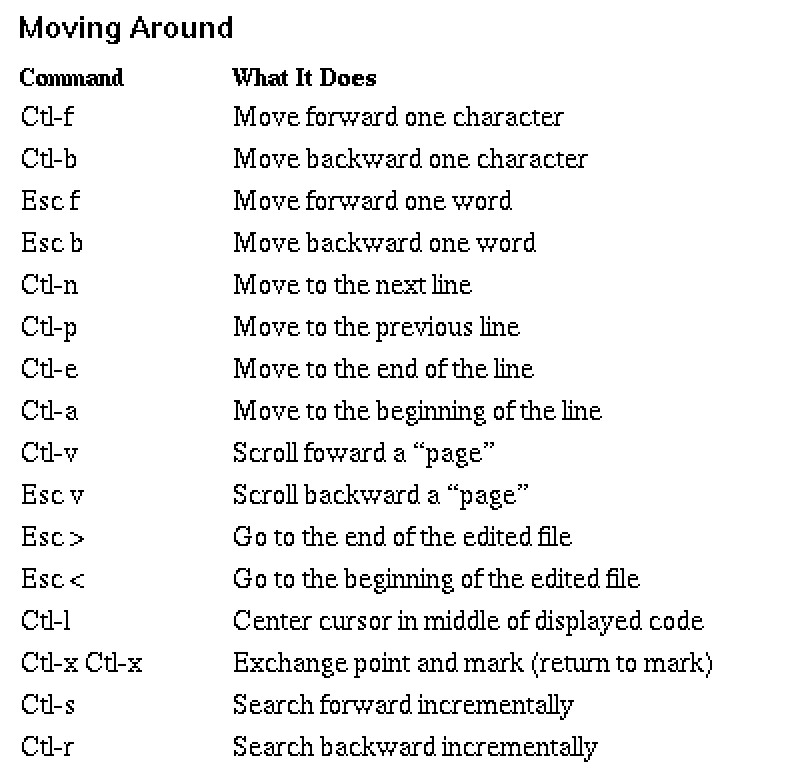 Moving Around
Command What It Does
Ctl-f Move forward one character
Ctl-b Move backward one character
Esc f Move forward one word
Esc b Move backward one word
Ctl-n Move to the next line
Ctl-p Move to the previous line
Ctl-e Move to the end of the line
Ctl-a Move to the beginning of the line
Ctl-v Scroll foward a “page”
Esc v Scroll backward a “page”
Esc > Go to the end of the edited file
Esc < Go to the beginning of the edited file
Ctl-l Center cursor in middle of displayed code
Ctl-x Ctl-x Exchange point and mark (return to mark)
Ctl-s Search forward incrementally
Ctl-r Search backward incrementally